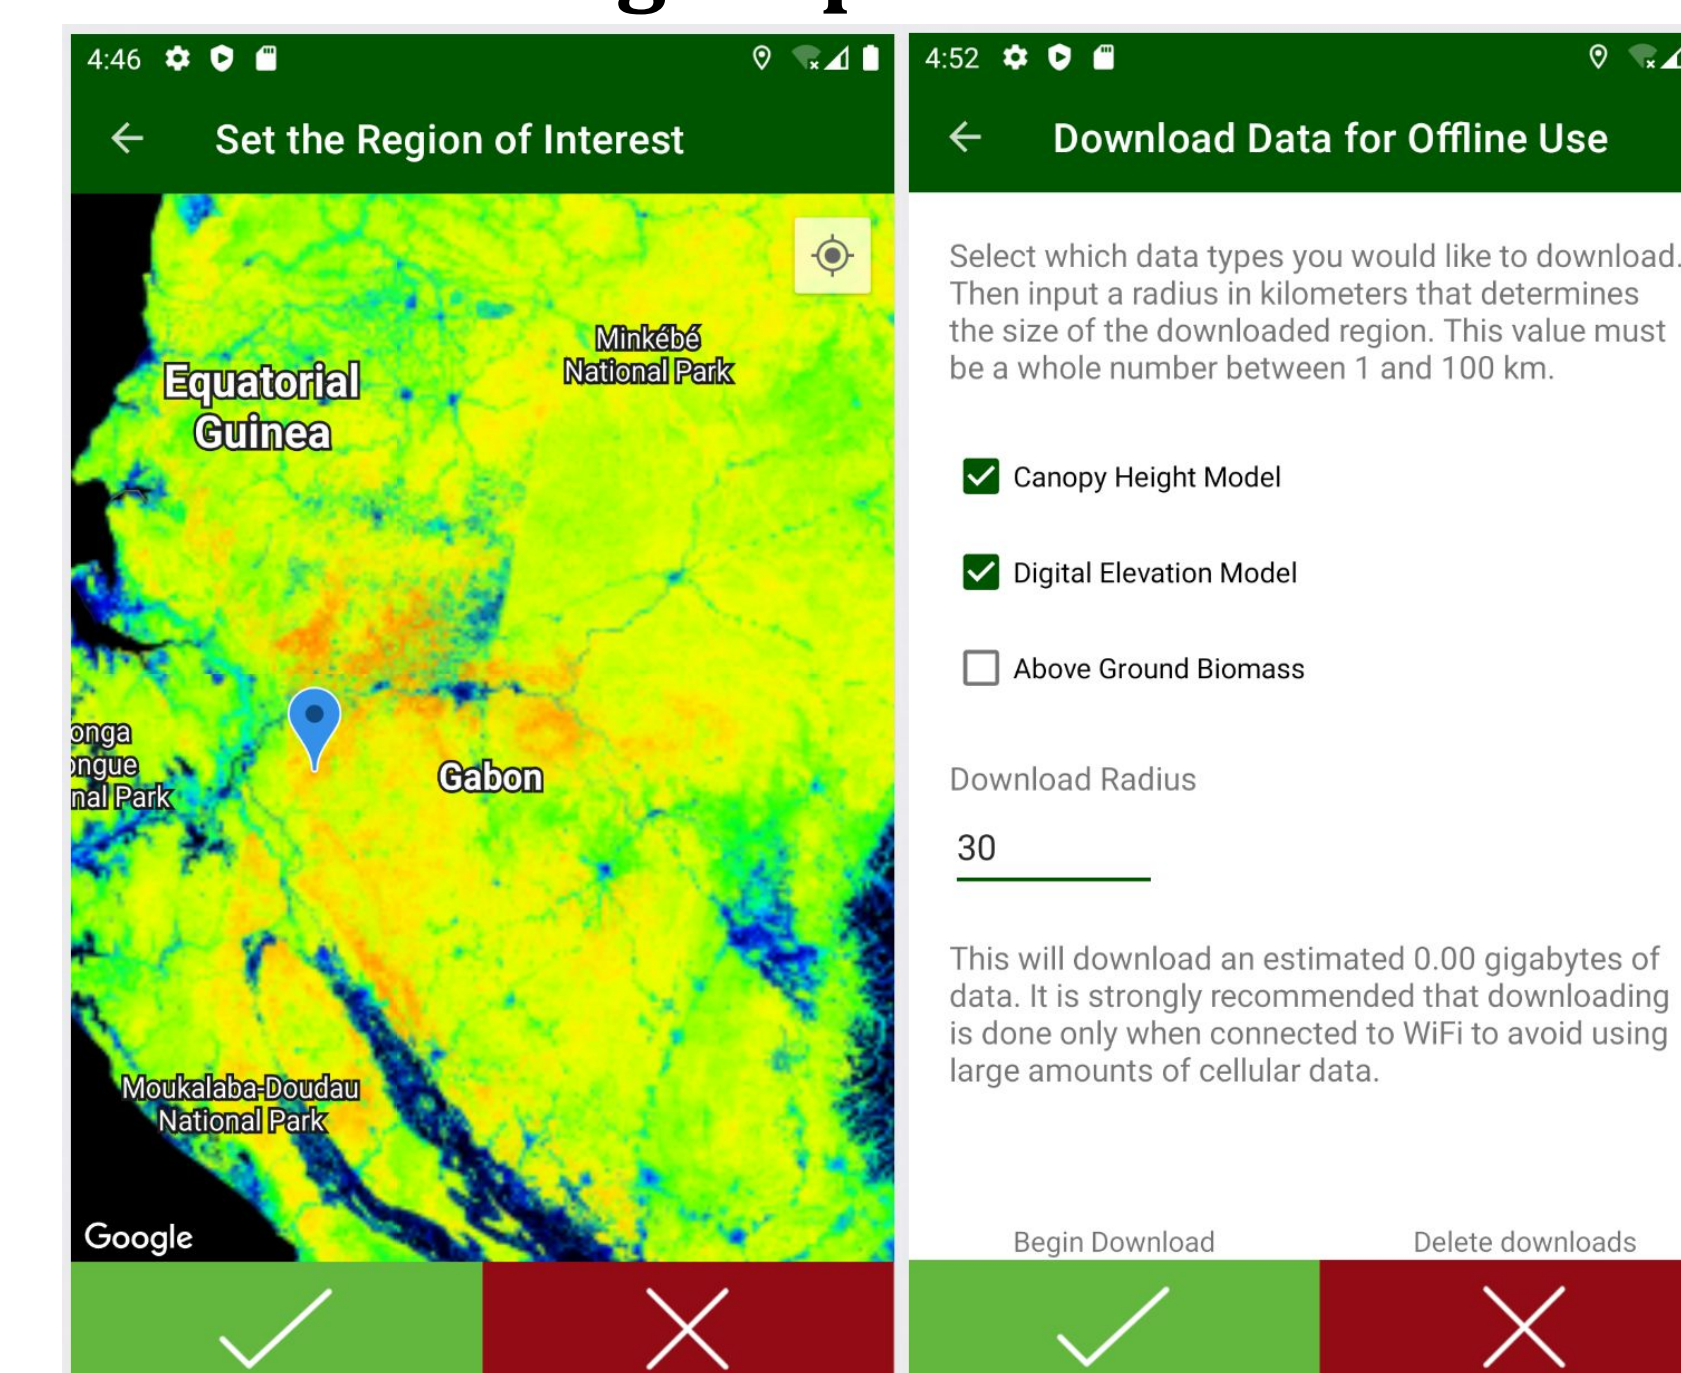 4:46
Set the Region of Interest
Minkébé
National Park
Equatorial
Guinea
onga
ongue
nal Park
Gabon
Moukalaba-Doudau
National Park
Google
4:52
Download Data for Offline Use
Select which data types you would like to download.
Then input a radius in kilometers that determines
the size of the downloaded region. This value must
be a whole number between 1 and 100 km.
Canopy Height Model
Digital Elevation Model
Above Ground Biomass
Download Radius
30
This will download an estimated 0.00 gigabytes of
data. It is strongly recommended that downloading
is done only when connected to WiFi to avoid using
large amounts of cellular data.
Begin Download
Delete downloads